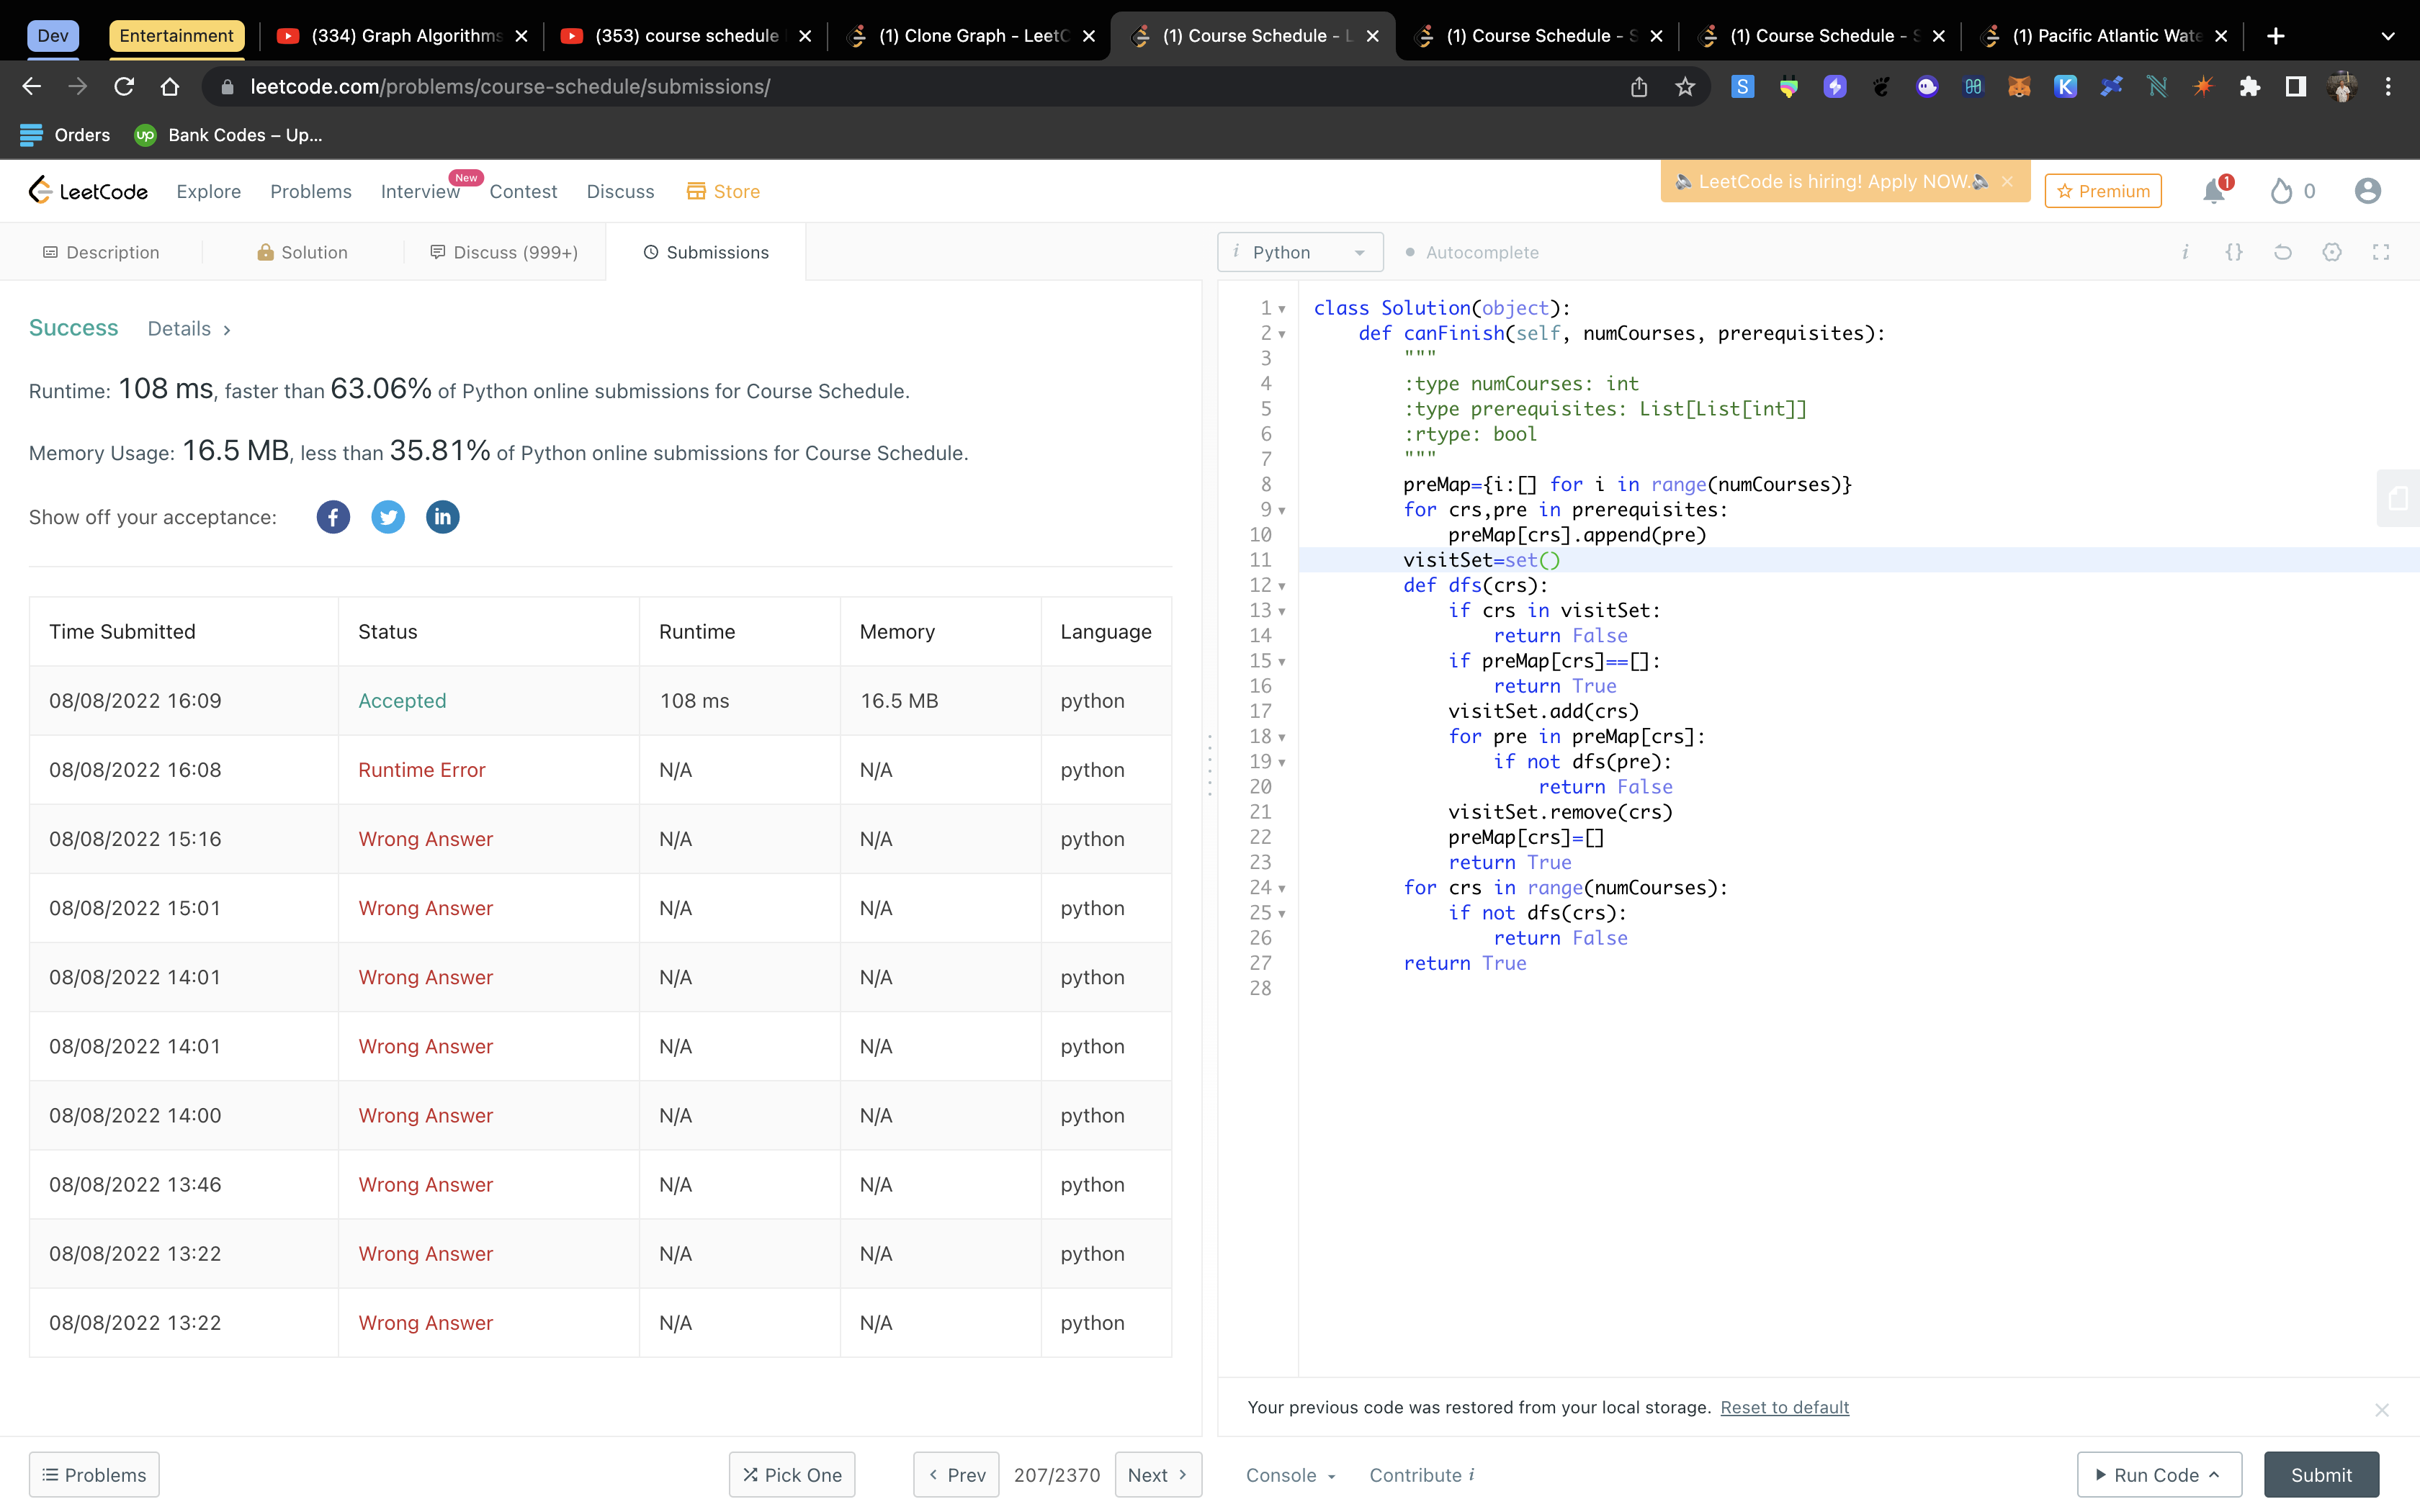 Dev
Entertainment
(334) Graph Algorithms
(353) course schedule
(1) Clone Graph - LeetC
(1) Course Schedule - L
(1) Course Schedule - S
(1) Course Schedule - S
(1) Pacific Atlantic Wate
leetcode.com/problems/course-schedule/submissions/
Orders
up
Bank Codes – Up...
LeetCode
Explore
Problems
Interview
New
Contest
Discuss
Store
LeetCode is hiring! Apply NOW.
Premium
1
0
Description
Solution
Discuss (999+)
Submissions
i Python
Autocomplete
i {}
Success Details
Runtime: 108 ms, faster than 63.06% of Python online submissions for Course Schedule.
Memory Usage: 16.5 MB, less than 35.81% of Python online submissions for Course Schedule.
Show off your acceptance:
Time Submitted Status Runtime Memory Language
08/08/2022 16:09 Accepted 108 ms 16.5 MB python
08/08/2022 16:08 Runtime Error N/A N/A python
08/08/2022 15:16 Wrong Answer N/A N/A python
08/08/2022 15:01 Wrong Answer N/A N/A python
08/08/2022 14:01 Wrong Answer N/A N/A python
08/08/2022 14:01 Wrong Answer N/A N/A python
08/08/2022 14:00 Wrong Answer N/A N/A python
08/08/2022 13:46 Wrong Answer N/A N/A python
08/08/2022 13:22 Wrong Answer N/A N/A python
08/08/2022 13:22 Wrong Answer N/A N/A python
1 class Solution(object):
2     def canFinish(self, numCourses, prerequisites):
3         """
4         :type numCourses: int
5         :type prerequisites: List[List[int]]
6         :rtype: bool
7         """
8         preMap={i:[] for i in range(numCourses)}
9         for crs,pre in prerequisites:
10             preMap[crs].append(pre)
11         visitSet=set()
12         def dfs(crs):
13             if crs in visitSet:
14                 return False
15             if preMap[crs]==[]:
16                 return True
17             visitSet.add(crs)
18             for pre in preMap[crs]:
19                 if not dfs(pre):
20                     return False
21             visitSet.remove(crs)
22             preMap[crs]=[]
23             return True
24         for crs in range(numCourses):
25             if not dfs(crs):
26                 return False
27         return True
28
Your previous code was restored from your local storage. Reset to default
Problems
Pick One
Prev
207/2370
Next
Console
Contribute i
Run Code
Submit